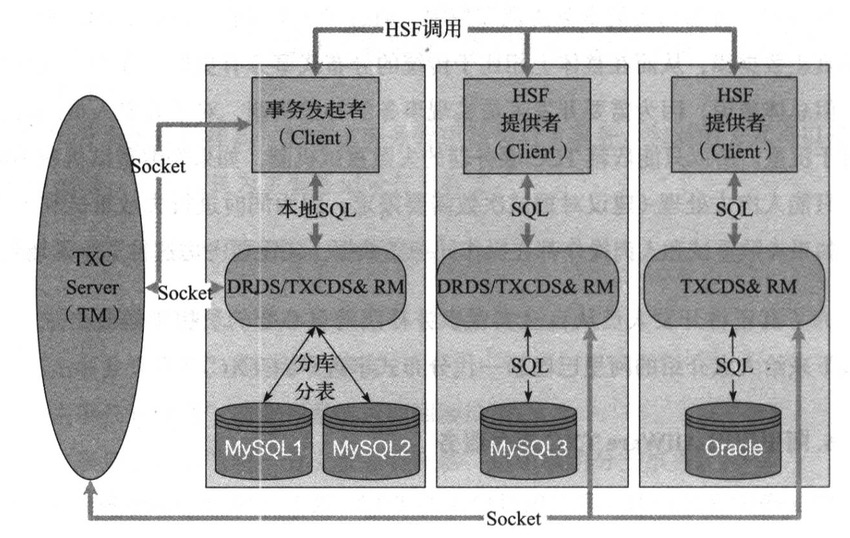 HSF调用
事务发起者
(Client)
HSF
提供者
(Client)
HSF
提供者
(Client)
Socket
本地SQL
SQL
SQL
TXC
Server
(TM)
Socket
DRDS/TXCDS& RM
DRDS/TXCDS& RM
TXCDS& RM
分库
分表
SQL
SQL
MySQL1
MySQL2
MySQL3
Oracle
Socket